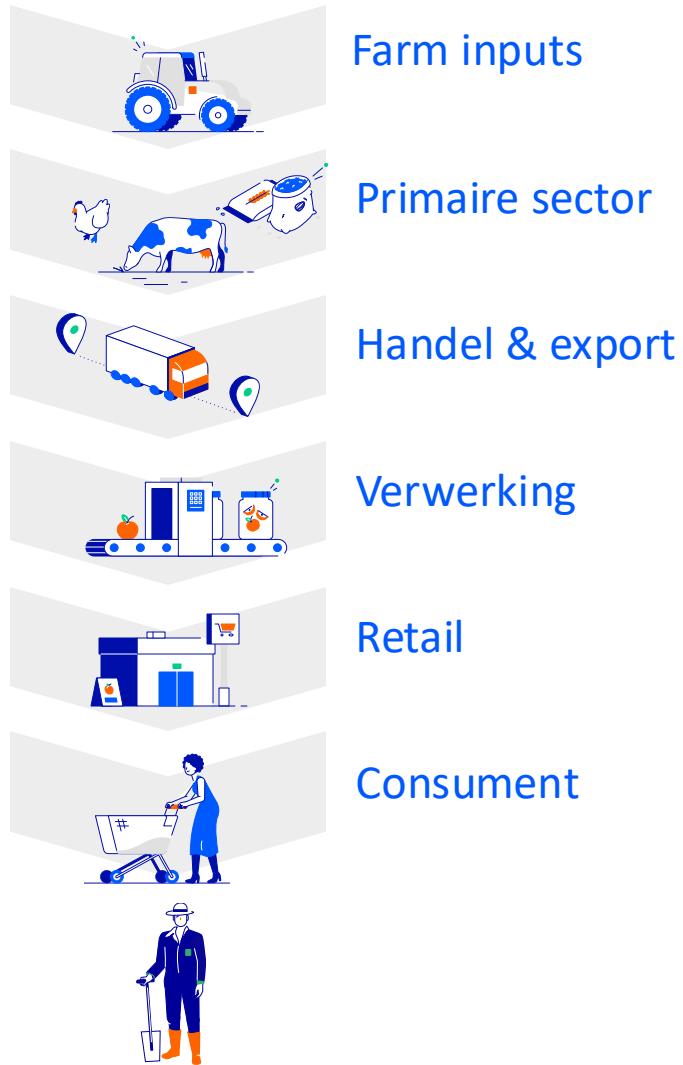 Farm inputs
Primaire sector
Handel & export
Verwerking
Retail
Consument